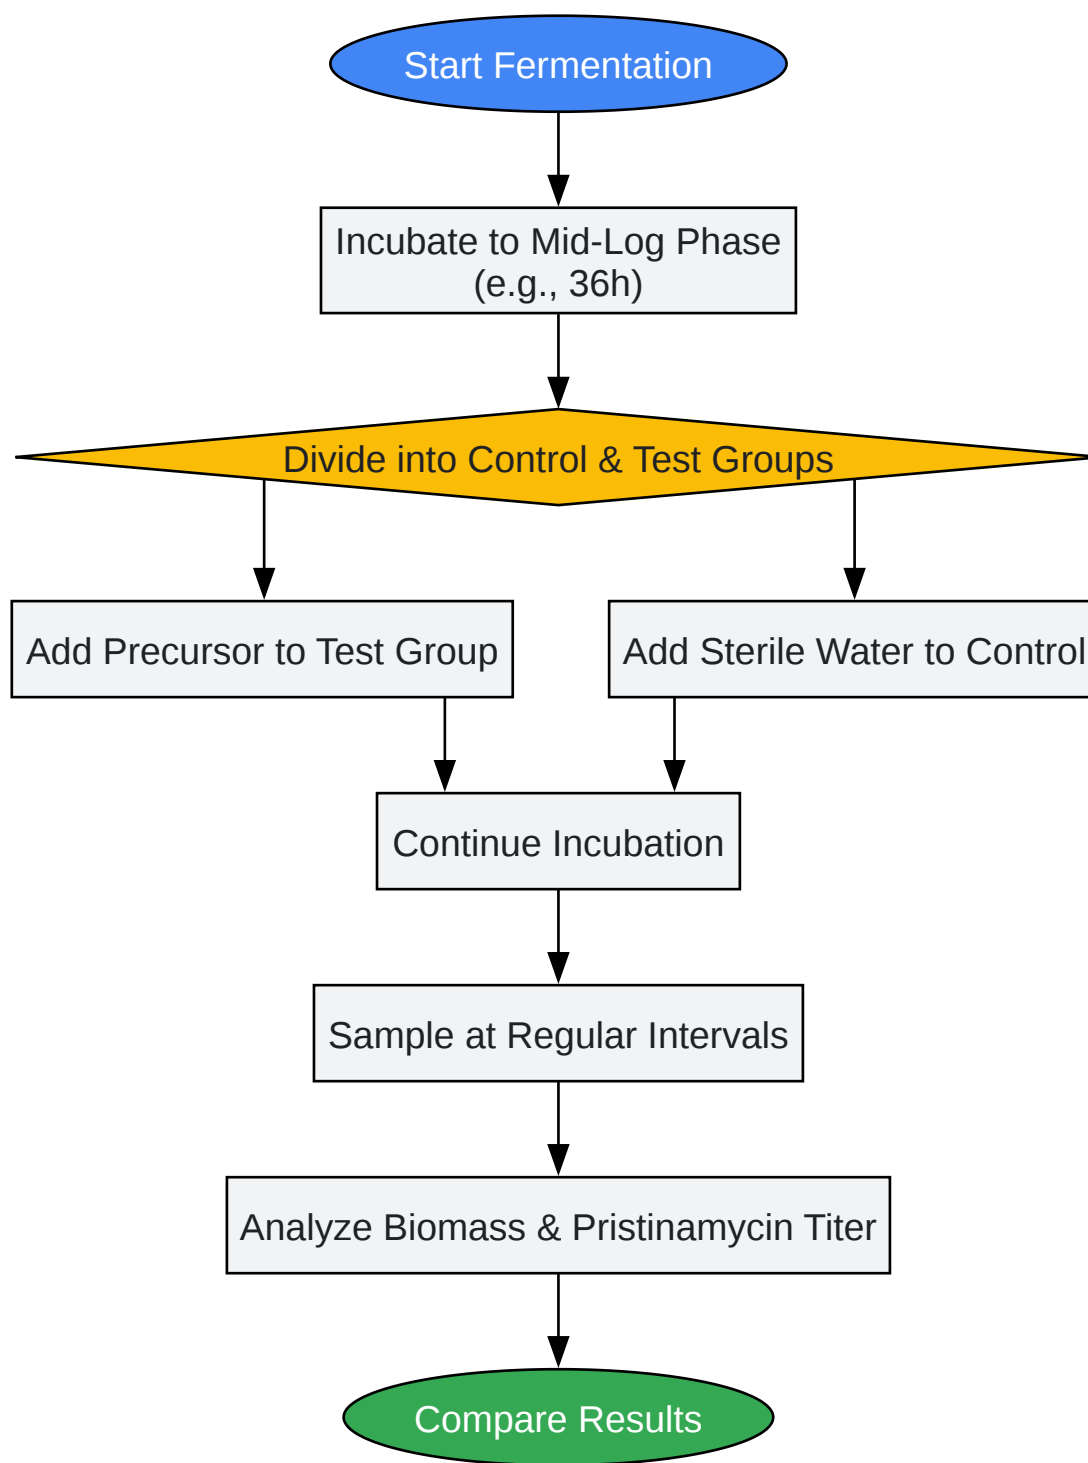 Start Fermentation
Incubate to Mid-Log Phase
(e.g., 36h)
Divide into Control & Test Groups
Add Precursor to Test Group
Add Sterile Water to Control
Continue Incubation
Sample at Regular Intervals
Analyze Biomass & Pristinamycin Titer
Compare Results